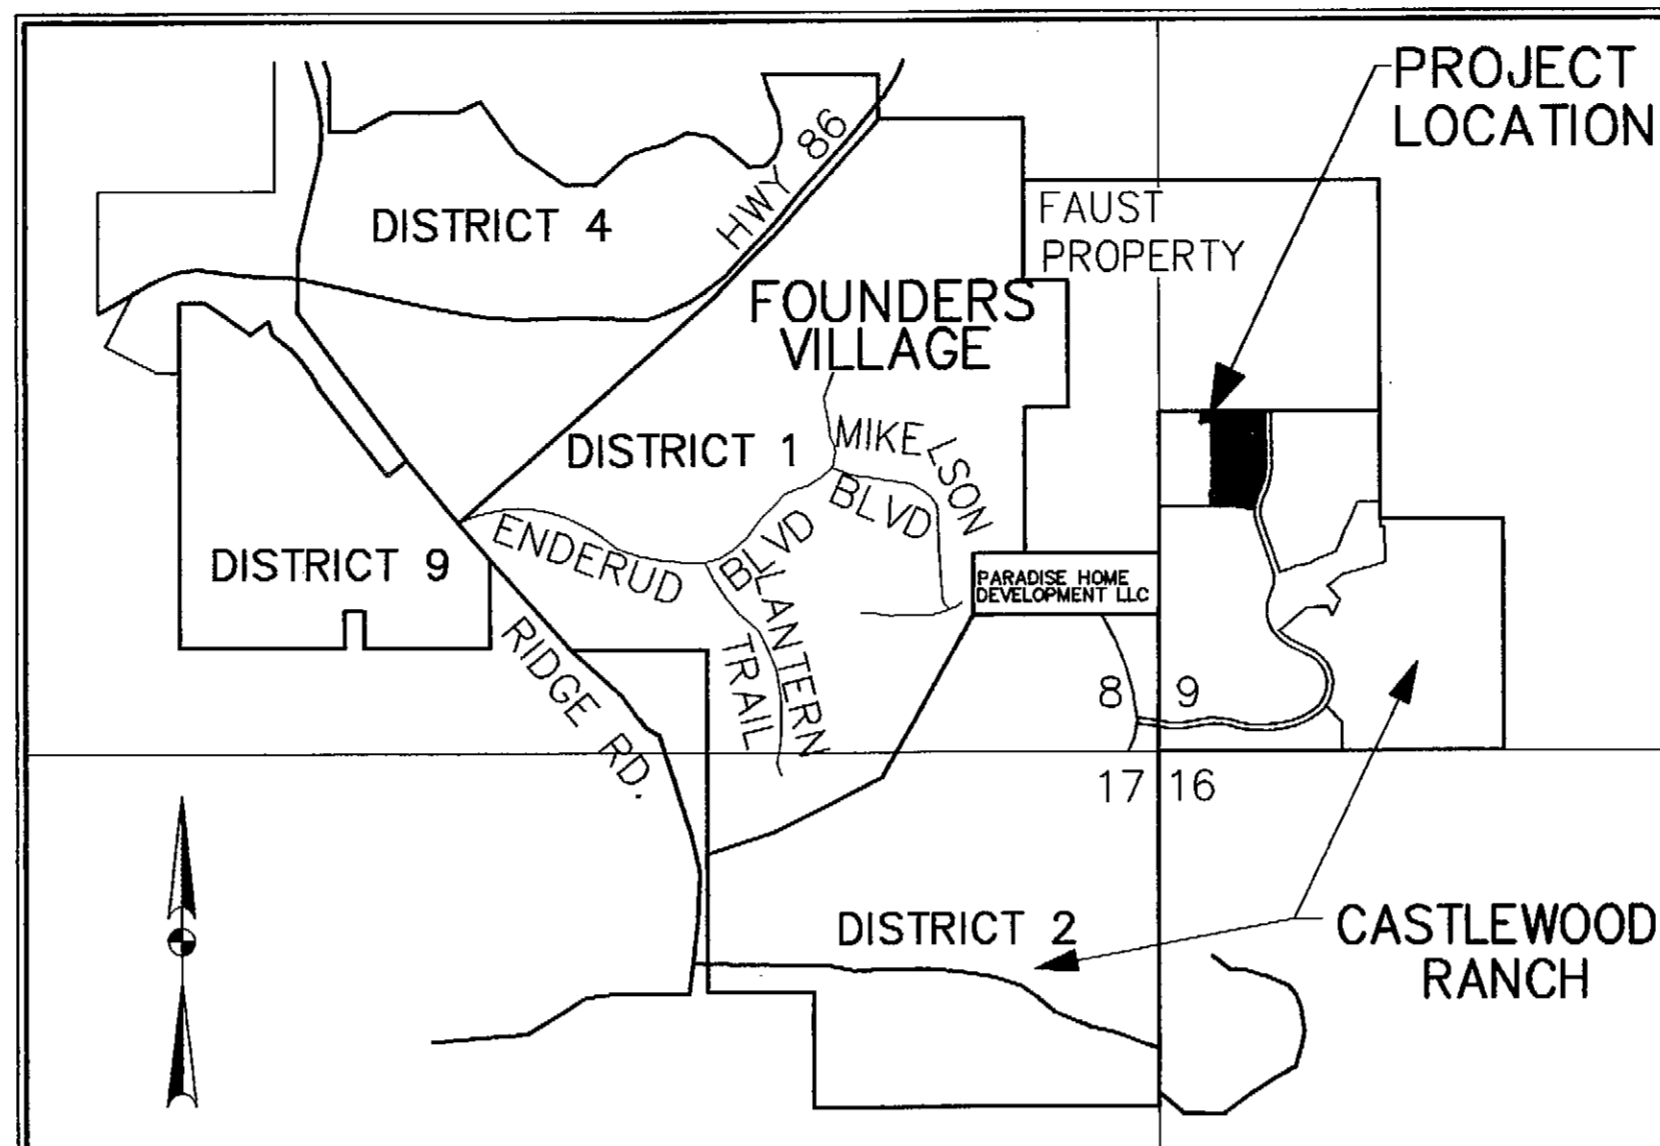 PROJECT
LOCATION
HWY 86
DISTRICT 4
FAUST
PROPERTY
FOUNDERS
VILLAGE
DISTRICT 1
MIKELSON
BLVD
ENDERUD
BLVD
DISTRICT 9
LANTERN
TRAIL
PARADISE HOME
DEVELOPMENT LLC
RIDGE RD.
8 9
17 16
DISTRICT 2
CASTLEWOOD
RANCH